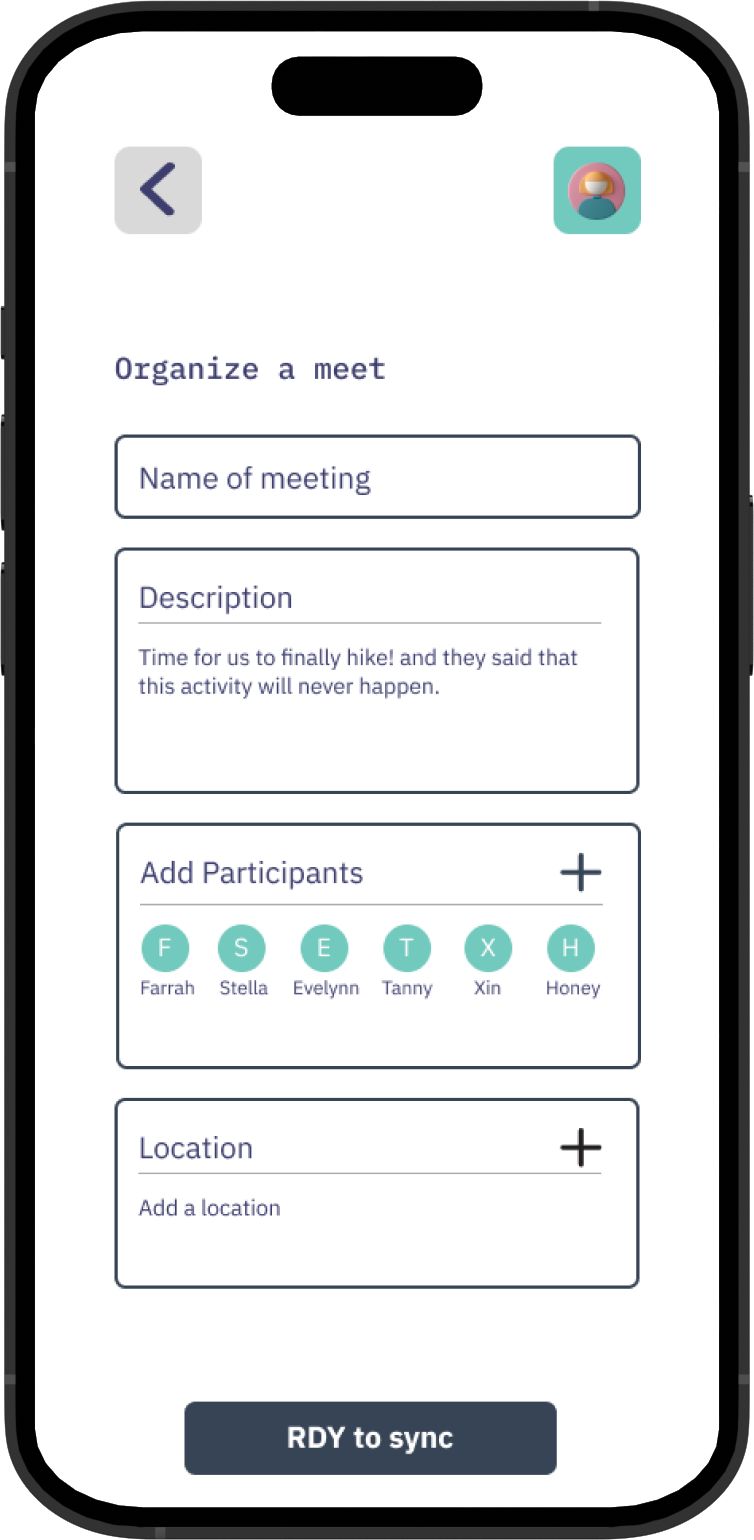 Organize a meet
Name of meeting
Description
Time for us to finally hike! and they said that
this activity will never happen.
Add Participants
F S E T X H
Farrah Stella Evelynn Tanny Xin Honey
Location
Add a location
RDY to sync